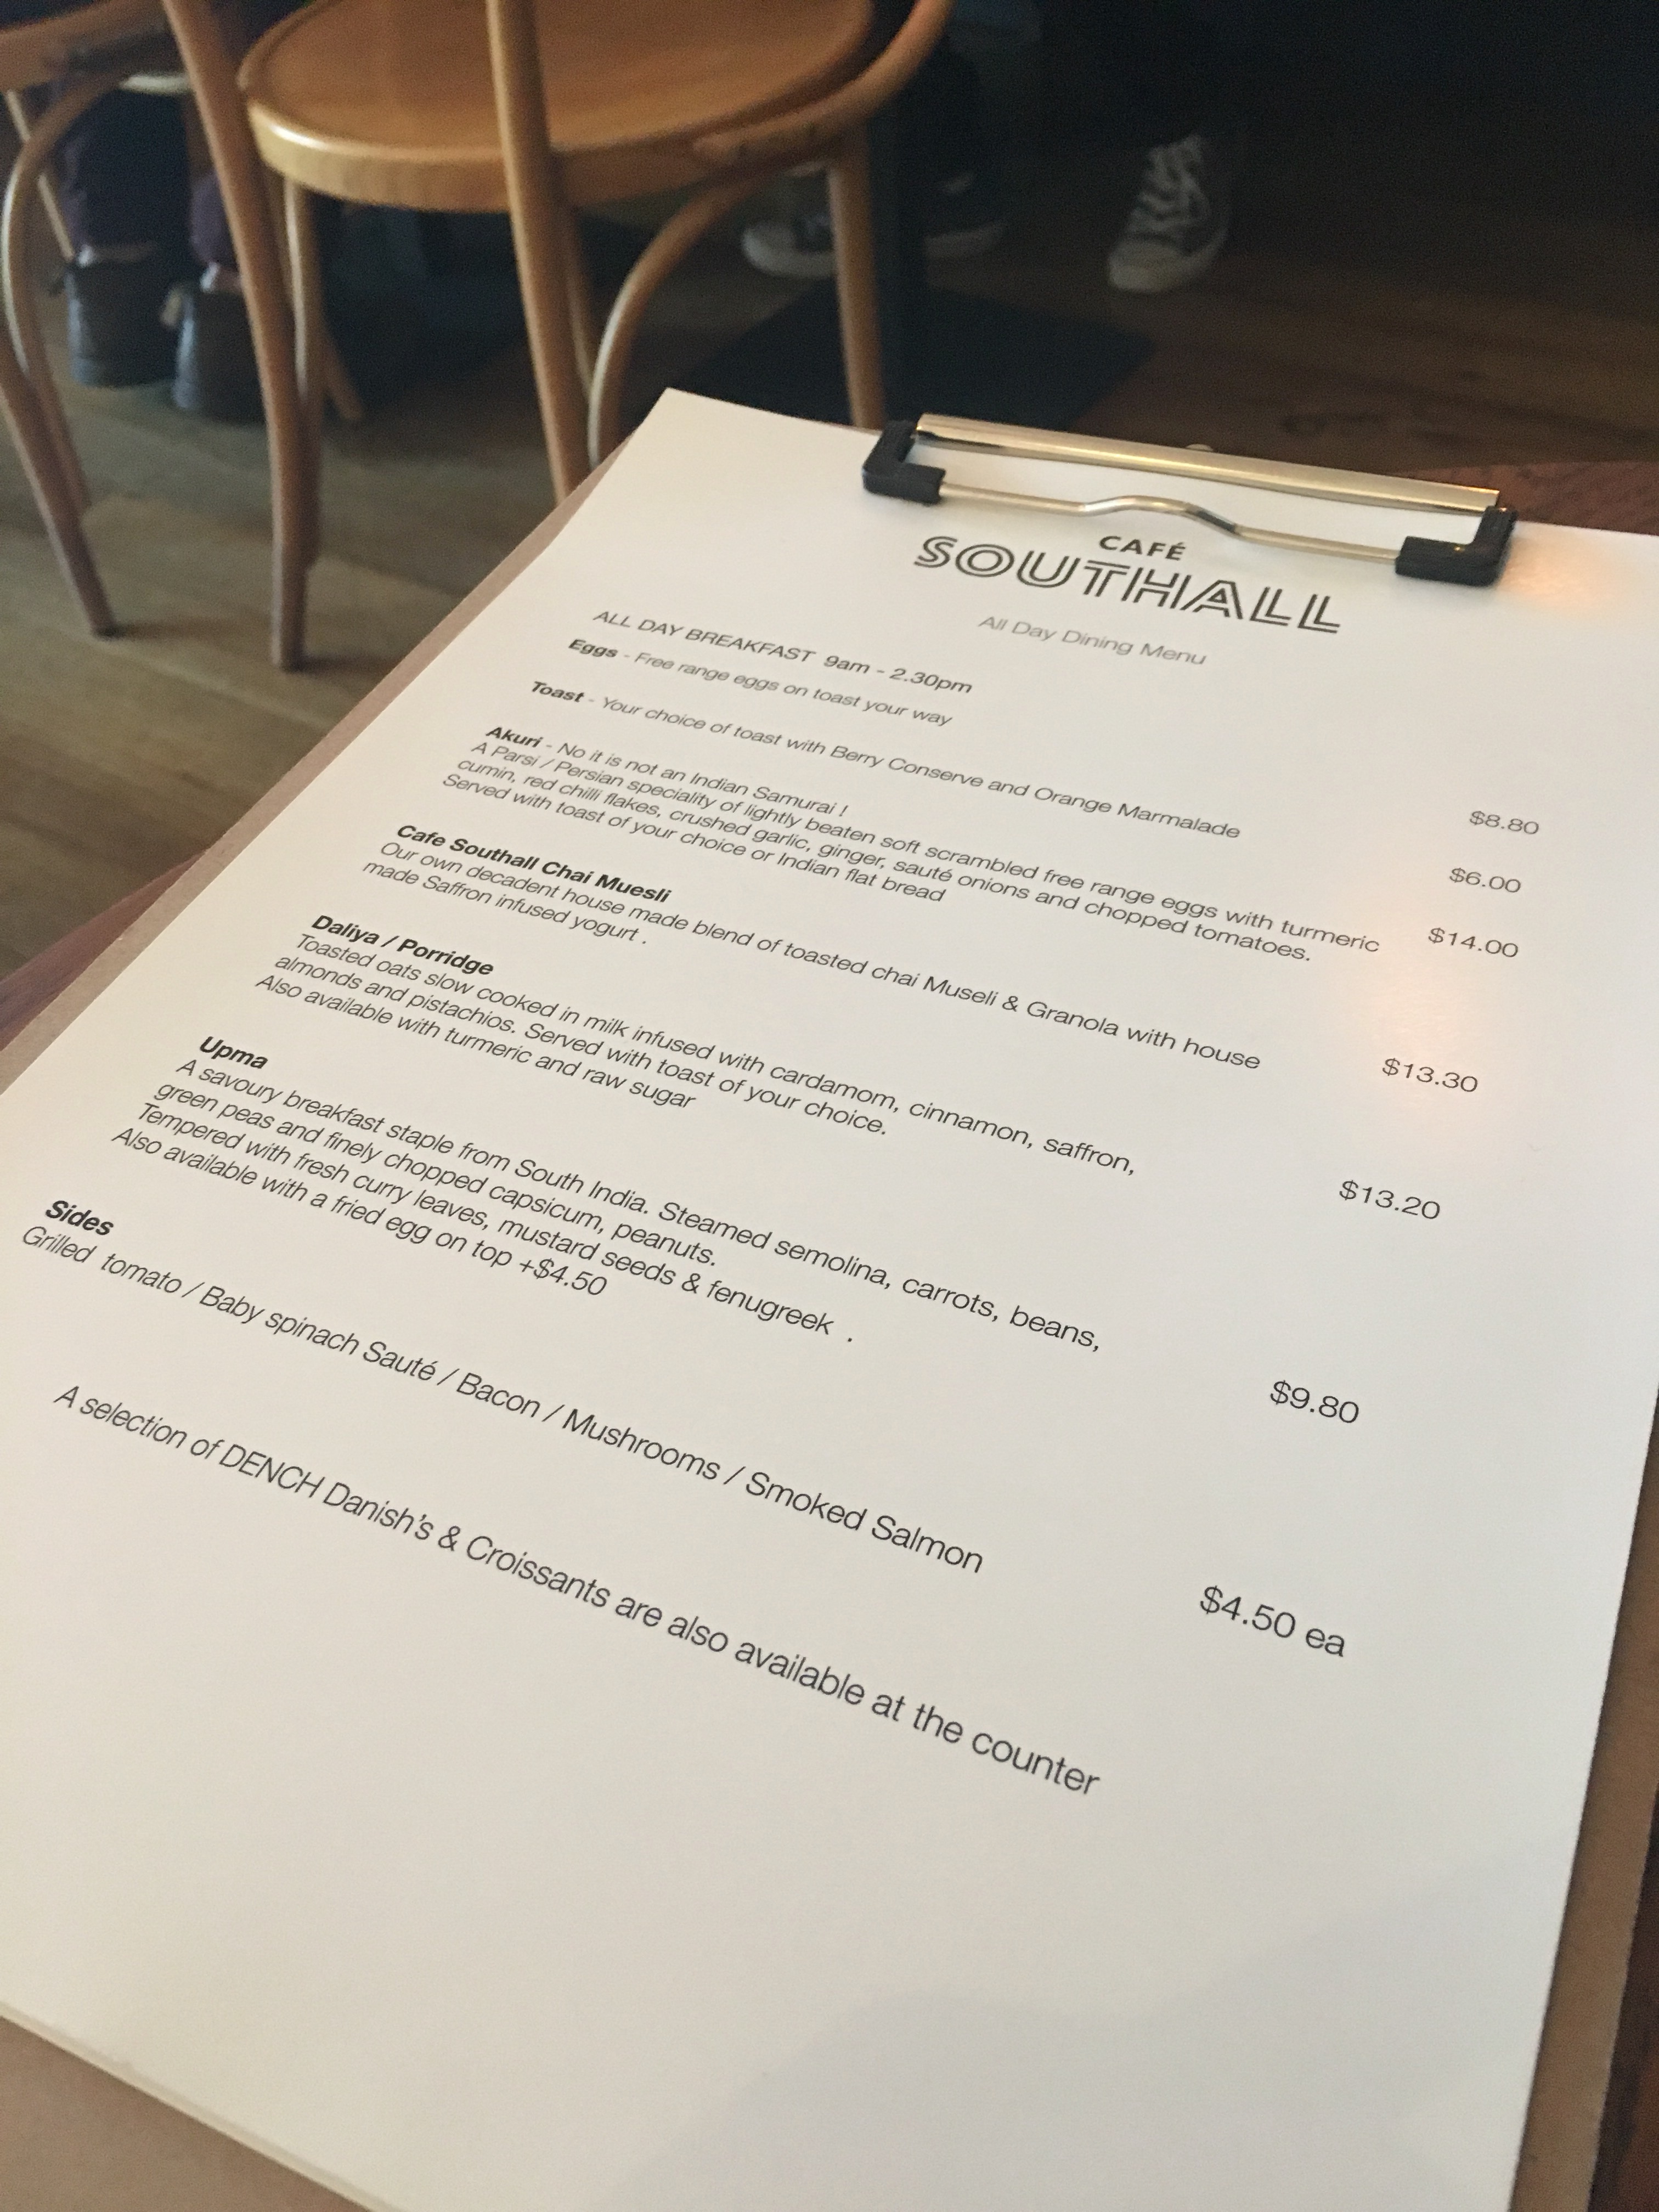 CAFÉ
SOUTHALL
All Day Dining Menu
ALL DAY BREAKFAST 9am - 2.30pm
Eggs - Free range eggs on toast your way
$8.80
Toast - Your choice of toast with Berry Conserve and Orange Marmalade
$6.00
Akuri - No it is not an Indian Samurai !
$14.00
A Parsi / Persian speciality of lightly beaten soft scrambled free range eggs with turmeric
cumin, red chilli flakes, crushed garlic, ginger, sauté onions and chopped tomatoes.
Served with toast of your choice or Indian flat bread
Cafe Southall Chai Muesli
$13.30
Our own decadent house made blend of toasted chai Museli & Granola with house
made Saffron infused yogurt .
Daliya / Porridge
$13.20
Toasted oats slow cooked in milk infused with cardamom, cinnamon, saffron,
almonds and pistachios. Served with toast of your choice.
Also available with turmeric and raw sugar
Upma
$9.80
A savoury breakfast staple from South India. Steamed semolina, carrots, beans,
green peas and finely chopped capsicum, peanuts.
Tempered with fresh curry leaves, mustard seeds & fenugreek .
Also available with a fried egg on top +$4.50
Sides
$4.50 ea
Grilled tomato / Baby spinach Sauté / Bacon / Mushrooms / Smoked Salmon
A selection of DENCH Danish's & Croissants are also available at the counter